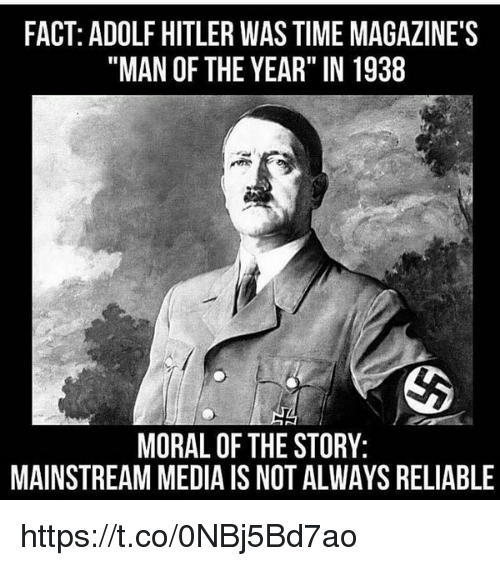 FACT: ADOLF HITLER WAS TIME MAGAZINE'S
"MAN OF THE YEAR" IN 1938
MORAL OF THE STORY:
MAINSTREAM MEDIA IS NOT ALWAYS RELIABLE
https://t.co/0NBj5Bd7ao